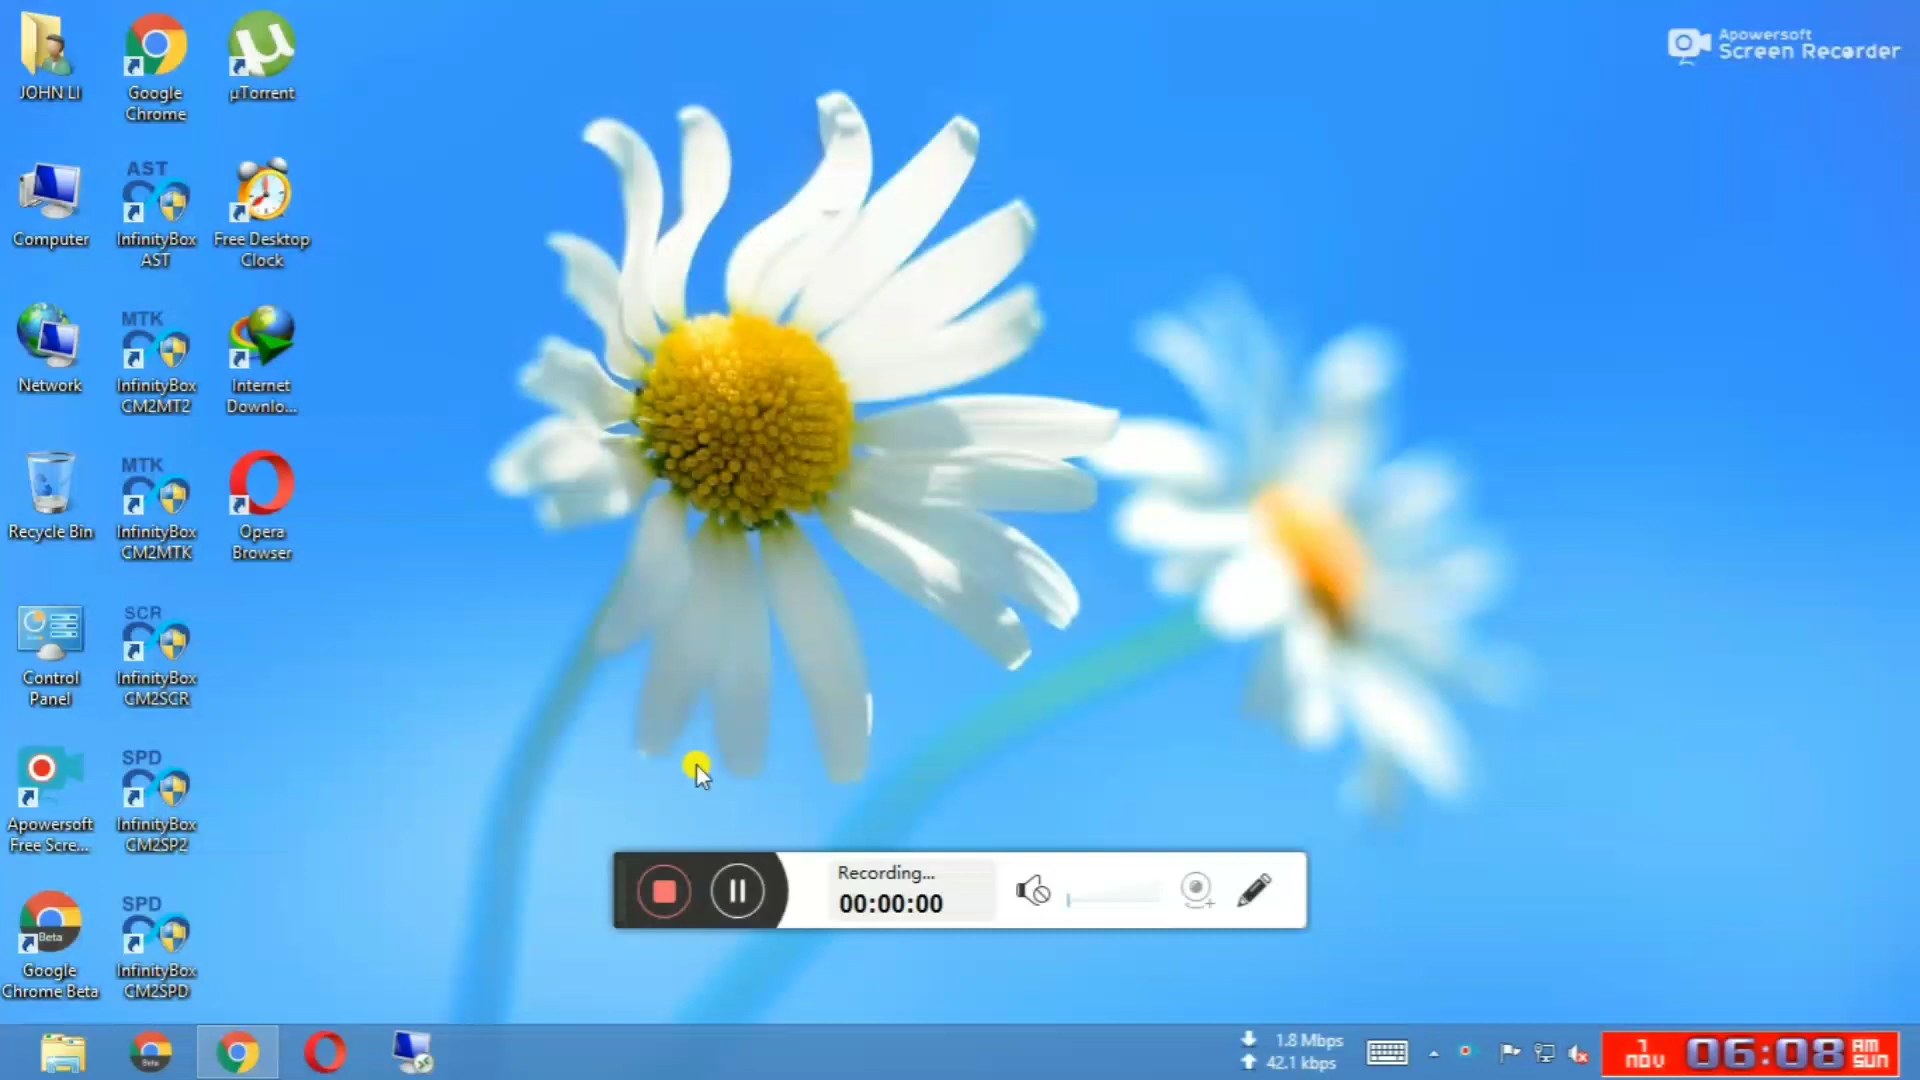 JOHN LI
Google
Chrome
µTorrent
Computer
AST
InfinityBox
AST
Free Desktop
Clock
Network
MTK
InfinityBox
CM2MT2
Internet
Downlo...
Recycle Bin
MTK
InfinityBox
CM2MTK
Opera
Browser
Control
Panel
SCR
InfinityBox
CM2SCR
Apowersoft
Free Scre...
SPD
InfinityBox
CM2SP2
Beta
Google
Chrome Beta
SPD
InfinityBox
CM2SPD
Apowersoft
Screen Recorder
Recording...
00:00:00
Beta
1.8 Mbps
42.1 kbps
1
NOV
06:08
AM
SUN